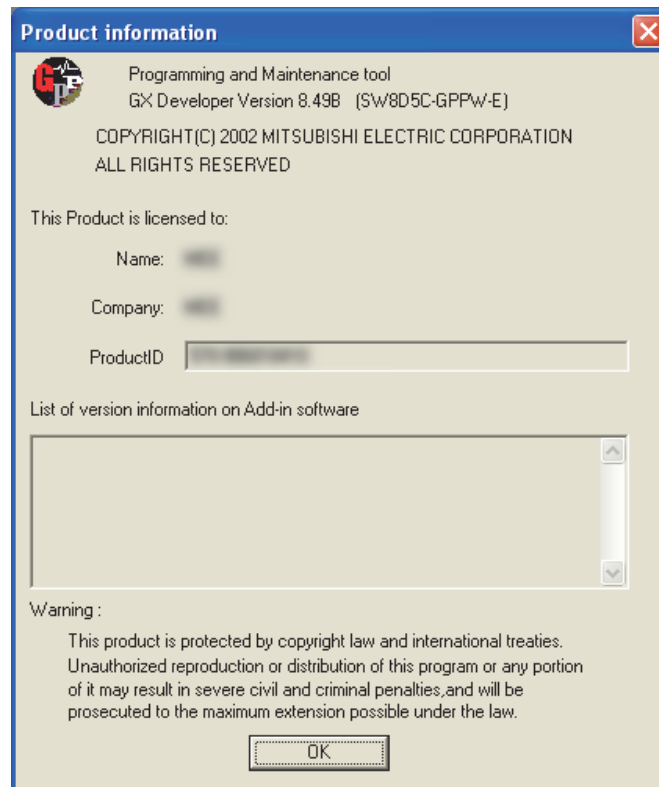 Product information
GPP
Programming and Maintenance tool
GX Developer Version 8.49B (SW8D5C-GPPW-E)
COPYRIGHT(C) 2002 MITSUBISHI ELECTRIC CORPORATION
ALL RIGHTS RESERVED
This Product is licensed to:
Name:
Company:
ProductID
List of version information on Add-in software
Warning :
This product is protected by copyright law and international treaties.
Unauthorized reproduction or distribution of this program or any portion
of it may result in severe civil and criminal penalties,and will be
prosecuted to the maximum extension possible under the law.
OK